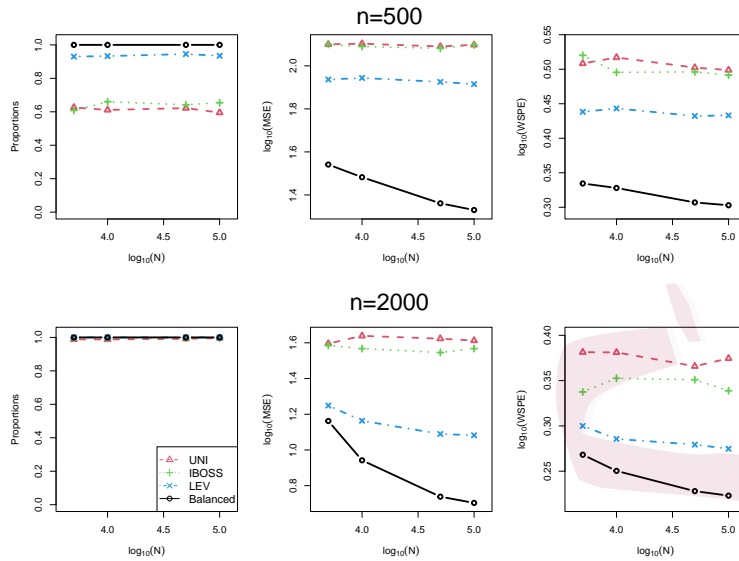 n=500
Proportions
0.0
0.2
0.4
0.6
0.8
1.0
4.0 4.5 5.0
log10(N)
log10(MSE)
1.4
1.6
1.8
2.0
4.0 4.5 5.0
log10(N)
log10(WSPE)
0.30
0.35
0.40
0.45
0.50
0.55
4.0 4.5 5.0
log10(N)
n=2000
Proportions
0.0
0.2
0.4
0.6
0.8
1.0
UNI
IBOSS
LEV
Balanced
4.0 4.5 5.0
log10(N)
log10(MSE)
0.8
1.0
1.2
1.4
1.6
4.0 4.5 5.0
log10(N)
log10(WSPE)
0.25
0.30
0.35
0.40
4.0 4.5 5.0
log10(N)